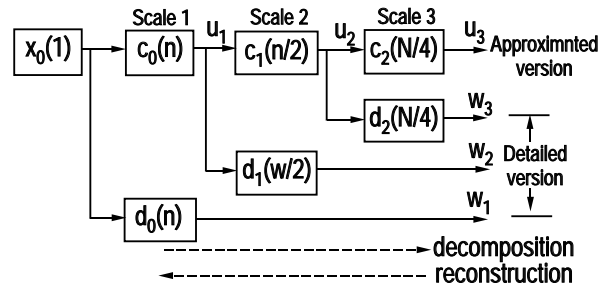 Scale 1
Scale 2
Scale 3
x₀(1)
c₀(n)
u₁
c₁(n/2)
u₂
c₂(N/4)
u₃
Approximnted
version
d₂(N/4)
w₃
d₁(w/2)
w₂
Detailed
version
d₀(n)
w₁
decomposition
reconstruction